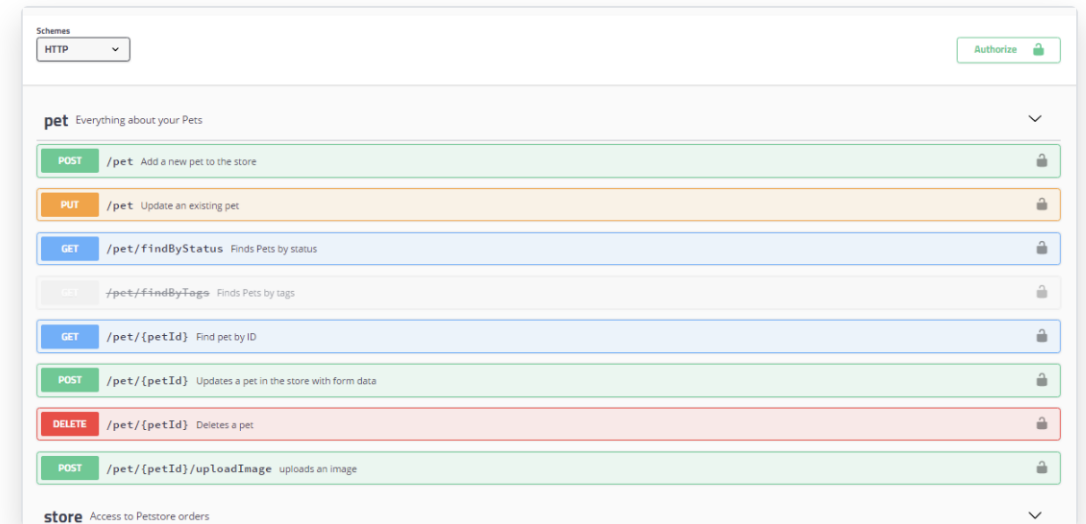 Schemes
HTTP
Authorize
pet Everything about your Pets
POST /pet Add a new pet to the store
PUT /pet Update an existing pet
GET /pet/findByStatus Finds Pets by status
GET /pet/findByTags Finds Pets by tags
GET /pet/{petId} Find pet by ID
POST /pet/{petId} Updates a pet in the store with form data
DELETE /pet/{petId} Deletes a pet
POST /pet/{petId}/uploadImage uploads an image
store Access to Petstore orders